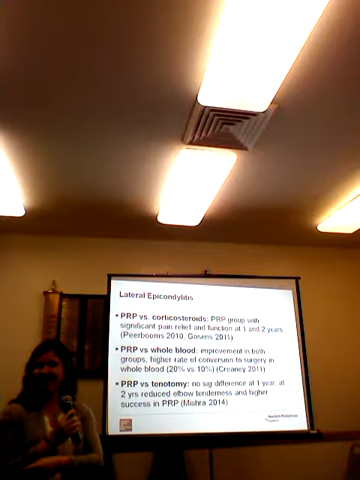 Lateral Epicondylitis
• PRP vs. corticosteroids: PRP group with
significant pain relief and function at 1 and 2 years
(Peerbooms 2010, Gosens 2011)
• PRP vs whole blood: improvement in both
groups, higher rate of conversion to surgery in
whole blood (20% vs 10%) (Creaney 2011)
• PRP vs tenotomy: no sig difference at 1 year, at
2 yrs reduced elbow tenderness and higher
success in PRP (Mishra 2014)